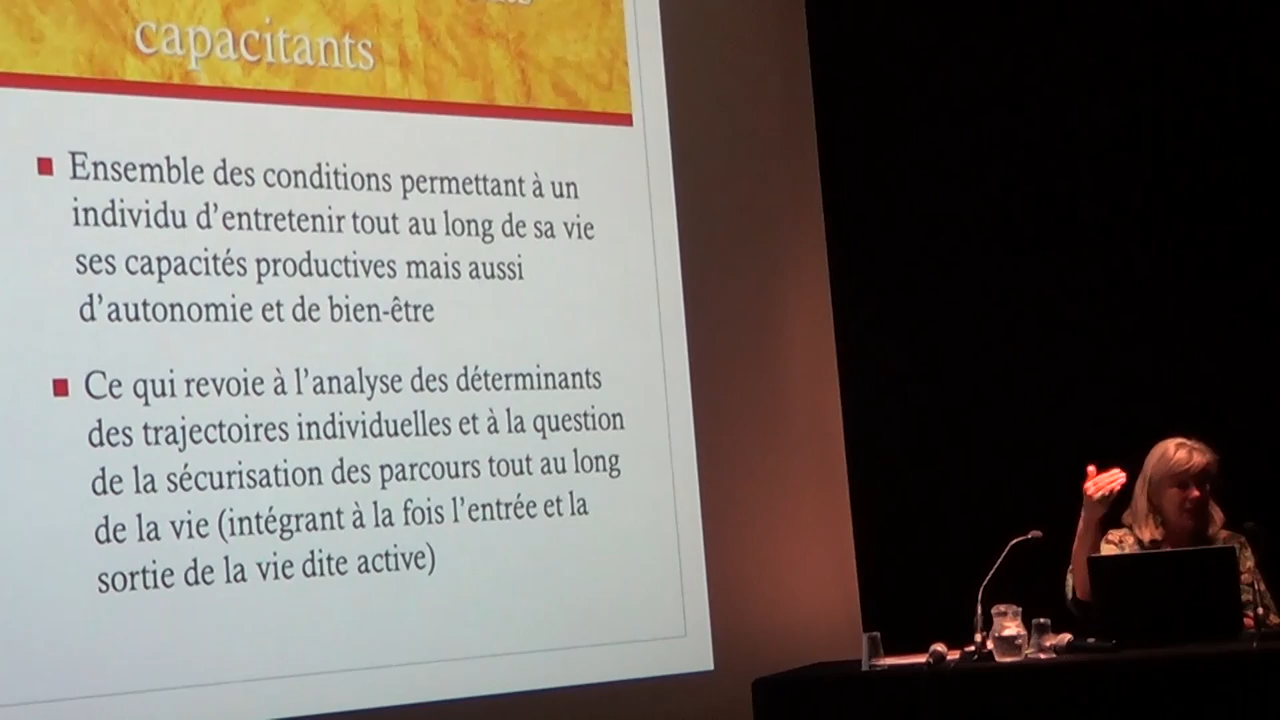 capacitants
Ensemble des conditions permettant à un
individu d'entretenir tout au long de sa vie
ses capacités productives mais aussi
d'autonomie et de bien-être
Ce qui revoie à l'analyse des déterminants
des trajectoires individuelles et à la question
de la sécurisation des parcours tout au long
de la vie (intégrant à la fois l'entrée et la
sortie de la vie dite active)